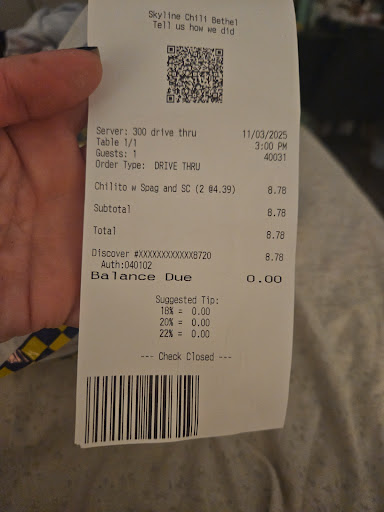 Skyline Chili Bethel
Tell us how we did
Server: 300 drive thru 11/03/2025
Table 1/1 3:00 PM
Guests: 1 40031
Order Type: DRIVE THRU
Chilito w Spag and SC (2 @4.39) 8.78
Subtotal 8.78
Total 8.78
Discover #XXXXXXXXXXXX8720 8.78
Auth:040102
Balance Due 0.00
Suggested Tip:
18% = 0.00
20% = 0.00
22% = 0.00
--- Check Closed ---